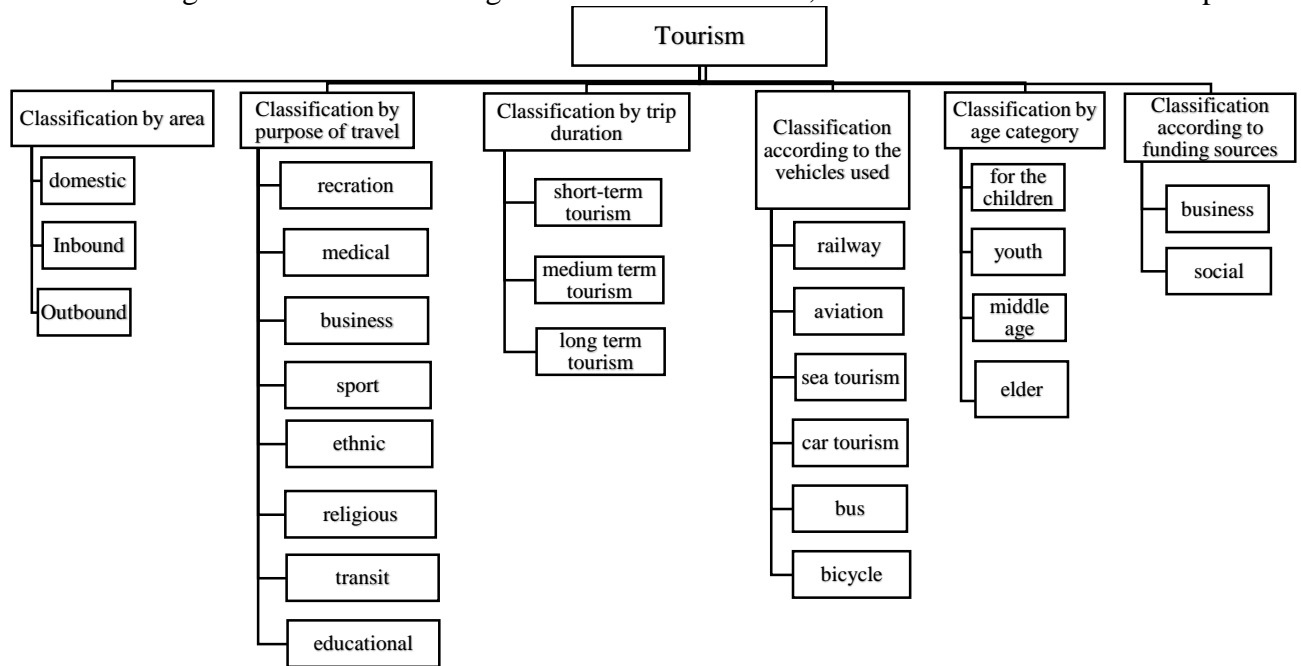 Tourism
Classification by area
domestic
Inbound
Outbound
Classification by
purpose of travel
recration
medical
business
sport
ethnic
religious
transit
educational
Classification by trip
duration
short-term
tourism
medium term
tourism
long term
tourism
Classification
according to the
vehicles used
railway
aviation
sea tourism
car tourism
bus
bicycle
Classification by
age category
for the
children
youth
middle
age
elder
Classification
according to
funding sources
business
social